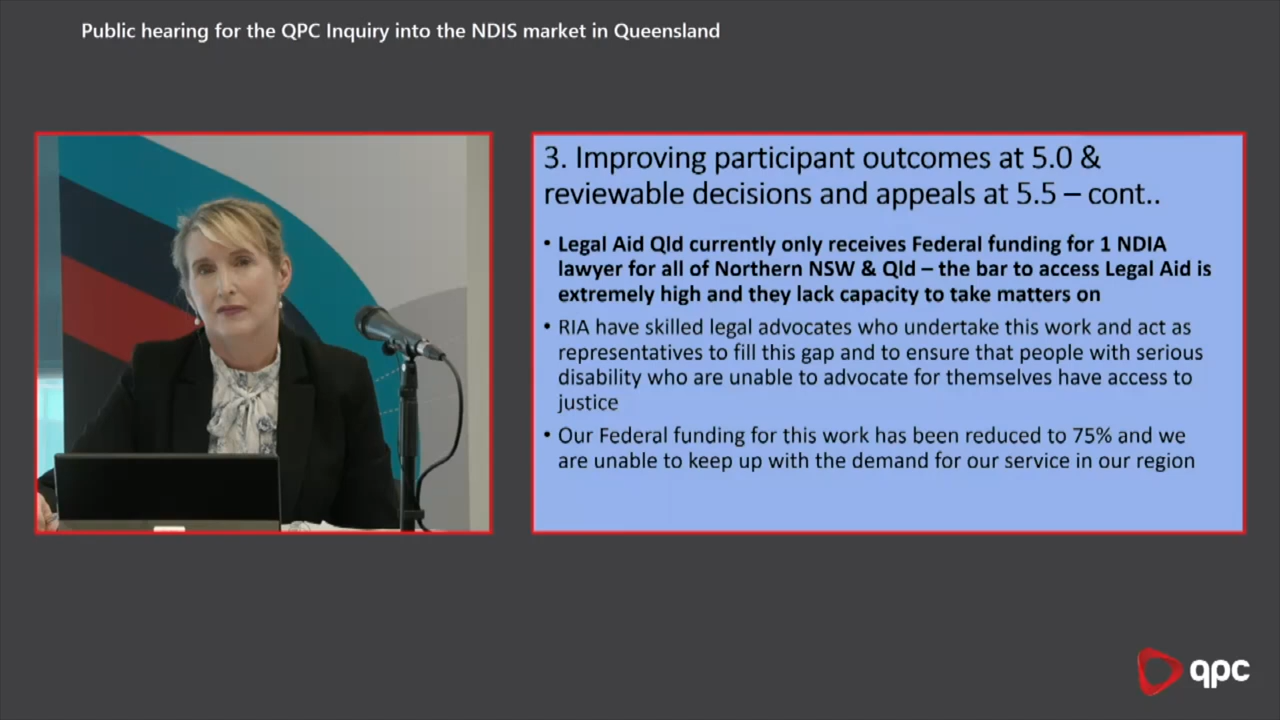 Public hearing for the QPC Inquiry into the NDIS market in Queensland
3. Improving participant outcomes at 5.0 &
reviewable decisions and appeals at 5.5 – cont..
• Legal Aid Qld currently only receives Federal funding for 1 NDIA
lawyer for all of Northern NSW & Qld – the bar to access Legal Aid is
extremely high and they lack capacity to take matters on
• RIA have skilled legal advocates who undertake this work and act as
representatives to fill this gap and to ensure that people with serious
disability who are unable to advocate for themselves have access to
justice
• Our Federal funding for this work has been reduced to 75% and we
are unable to keep up with the demand for our service in our region
qpc